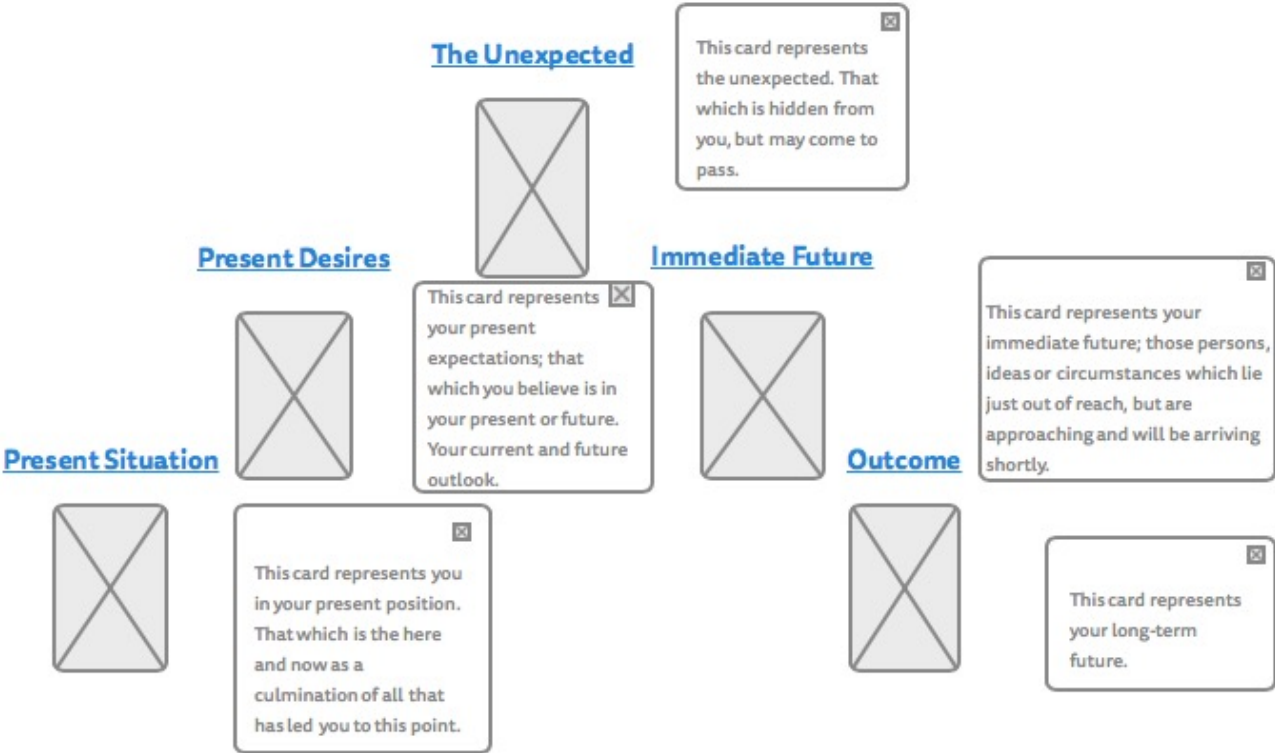 The Unexpected
This card represents
the unexpected. That
which is hidden from
you, but may come to
pass.
Present Desires
This card represents
your present
expectations; that
which you believe is in
your present or future.
Your current and future
outlook.
Immediate Future
This card represents your
immediate future; those persons,
ideas or circumstances which lie
just out of reach, but are
approaching and will be arriving
shortly.
Present Situation
This card represents you
in your present position.
That which is the here
and now as a
culmination of all that
has led you to this point.
Outcome
This card represents
your long-term
future.